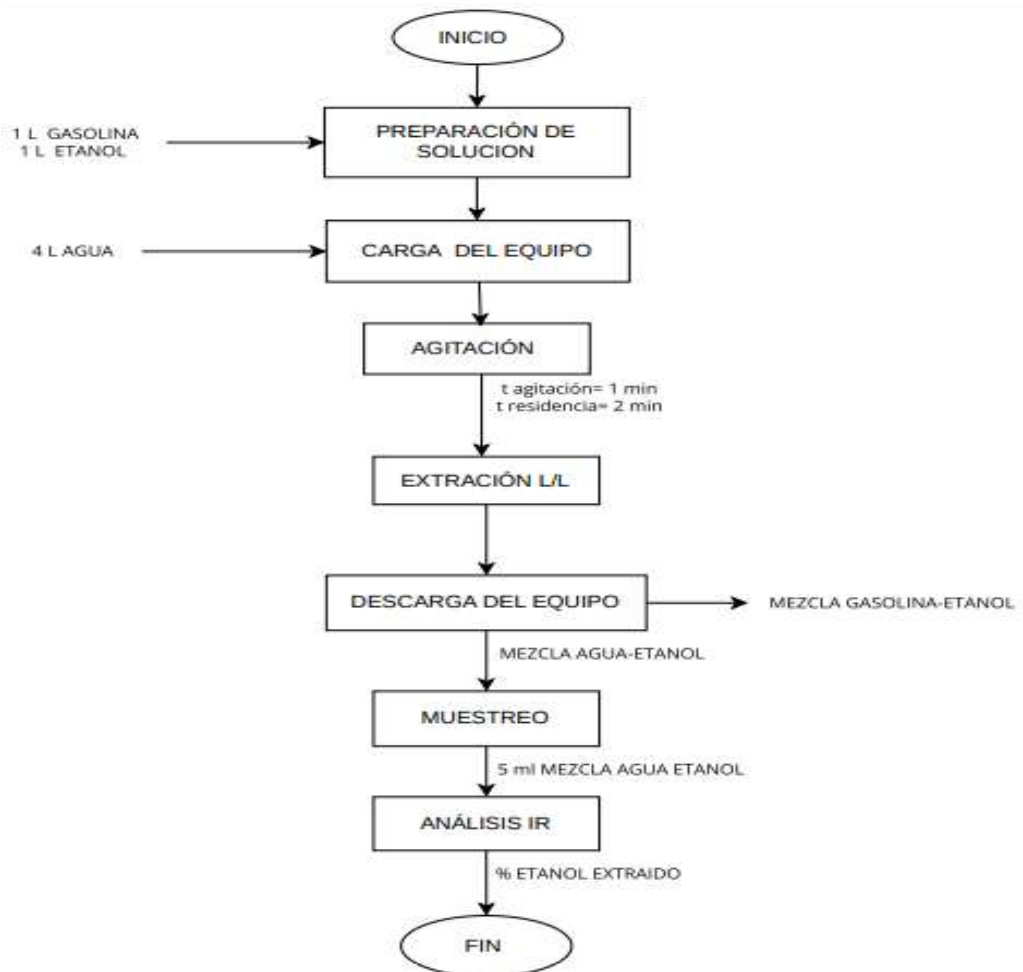 INICIO
1 L GASOLINA
1 L ETANOL
PREPARACIÓN DE
SOLUCION
4 L AGUA
CARGA DEL EQUIPO
AGITACIÓN
t agitación= 1 min
t residencia= 2 min
EXTRACIÓN L/L
DESCARGA DEL EQUIPO
MEZCLA GASOLINA-ETANOL
MEZCLA AGUA-ETANOL
MUESTREO
5 ml MEZCLA AGUA ETANOL
ANÁLISIS IR
% ETANOL EXTRAIDO
FIN